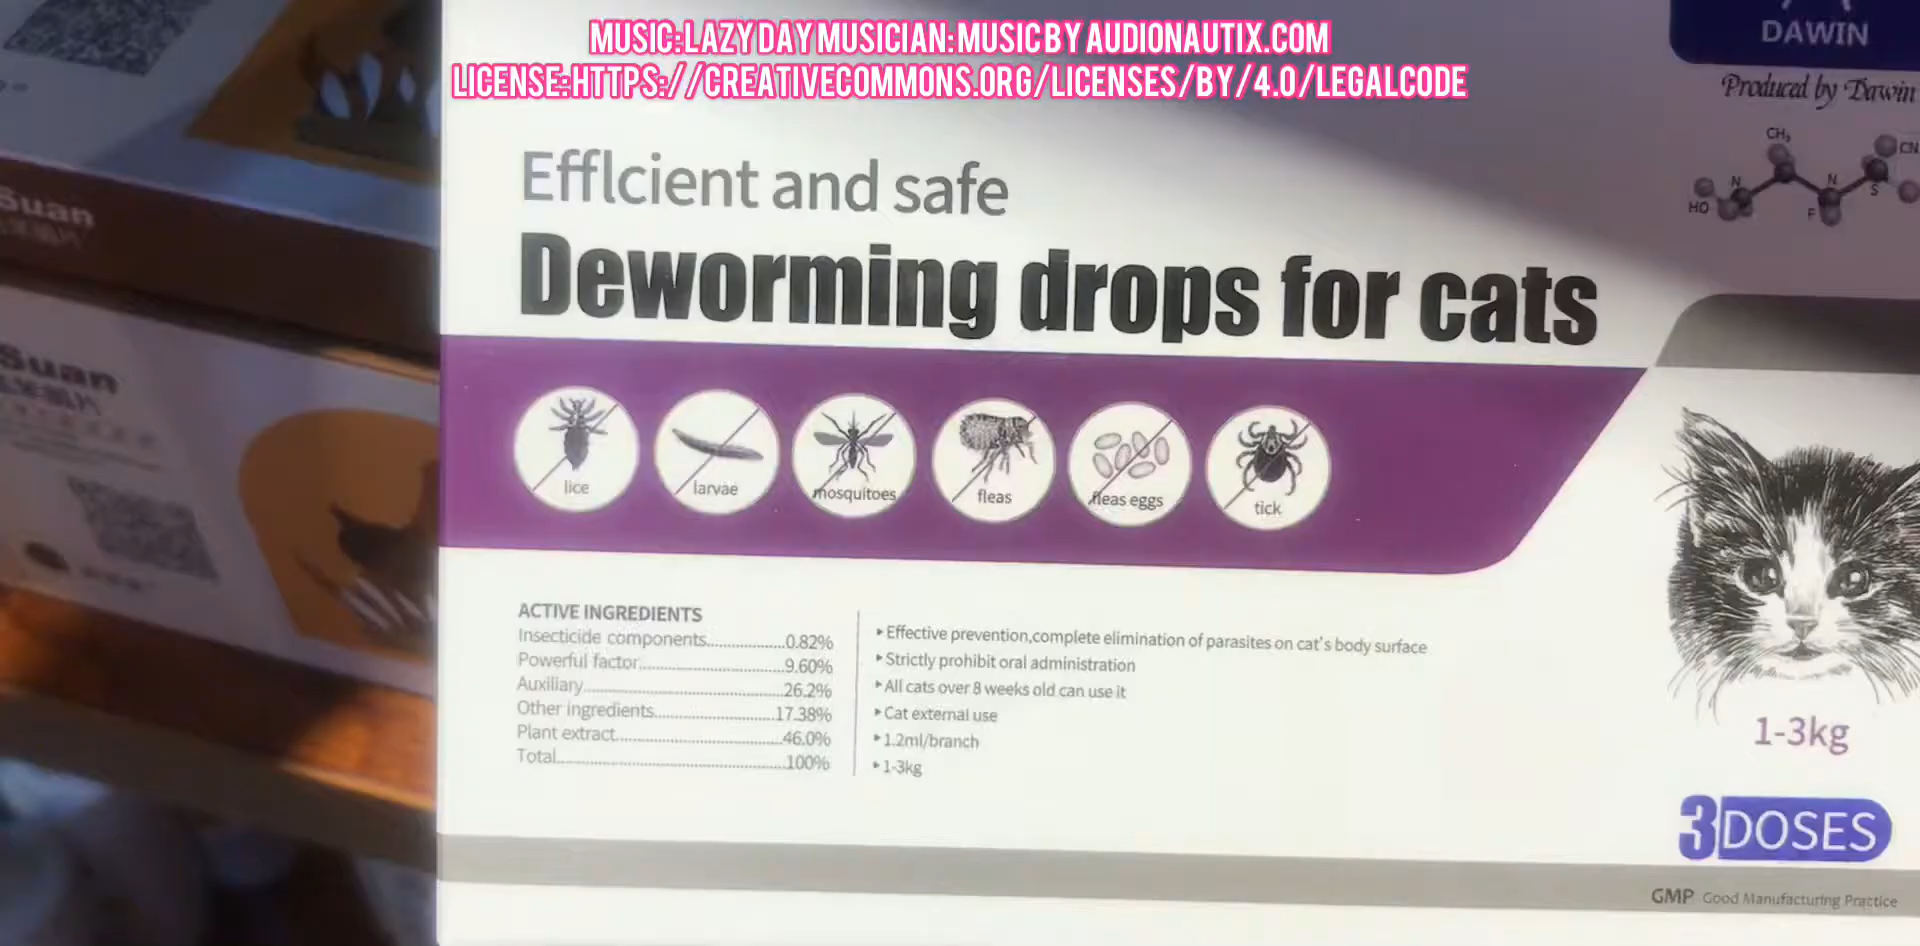 MUSIC:LAZY DAY MUSICIAN:MUSIC BY AUDIONAUTIX.COM
LICENSE:HTTPS://CREATIVECOMMONS.ORG/LICENSES/BY/4.0/LEGALCODE
DAWIN
Produced by Dawin
CH₃
CN
N
N
S
HO
F
Efflcient and safe
Deworming drops for cats
Suan
Suan
lice
larvae
mosquitoes
fleas
fleas eggs
tick
ACTIVE INGREDIENTS
Insecticide components....................0.82%
Powerful factor....................9.60%
Auxiliary....................26.2%
Other ingredients....................17.38%
Plant extract....................46.0%
Total....................100%
‣Effective prevention,complete elimination of parasites on cat's body surface
‣Strictly prohibit oral administration
‣All cats over 8 weeks old can use it
‣Cat external use
‣1.2ml/branch
‣1-3kg
1-3kg
3 DOSES
GMP Good Manufacturing Practice